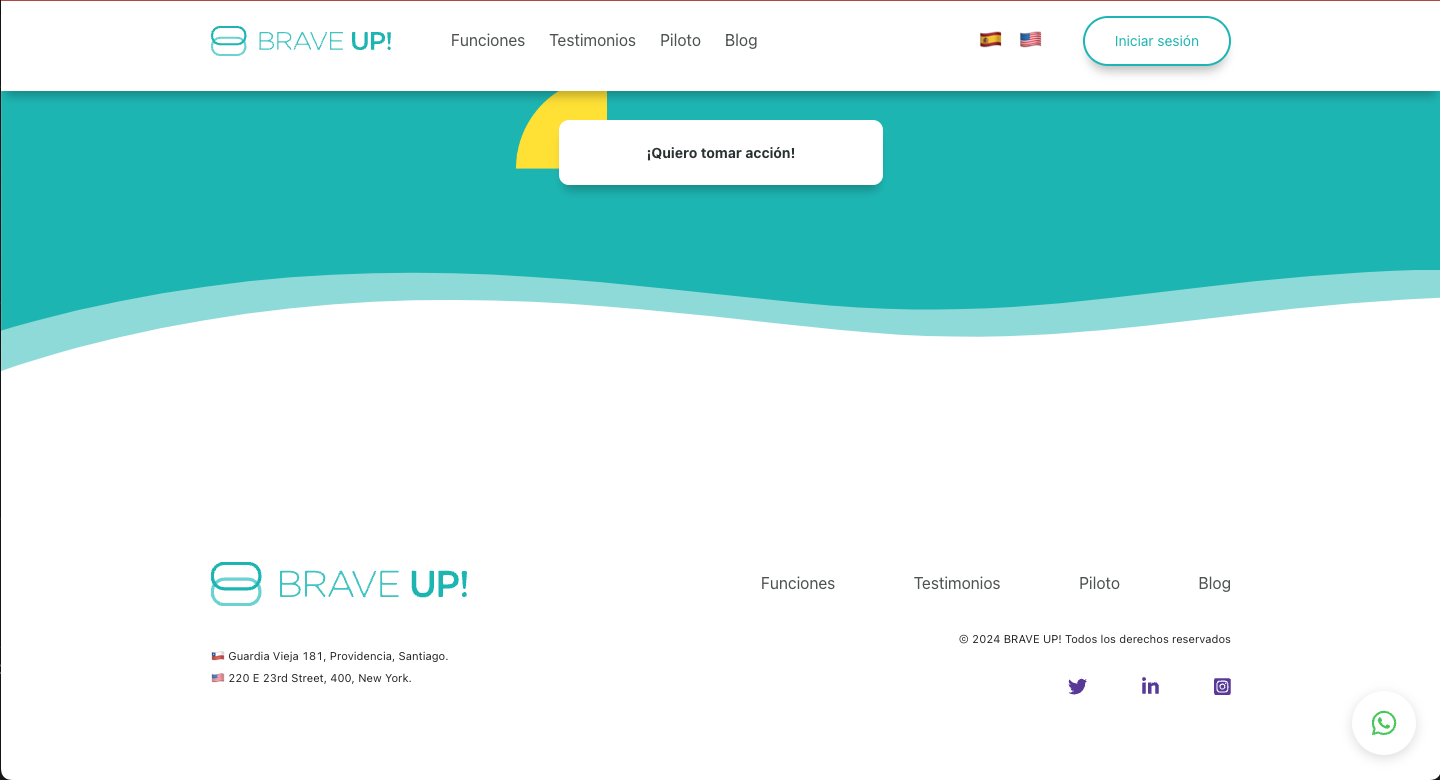 BRAVE UP!
Funciones Testimonios Piloto Blog
Iniciar sesión
¡Quiero tomar acción!
BRAVE UP!
Funciones Testimonios Piloto Blog
© 2024 BRAVE UP! Todos los derechos reservados
Guardia Vieja 181, Providencia, Santiago.
220 E 23rd Street, 400, New York.
in